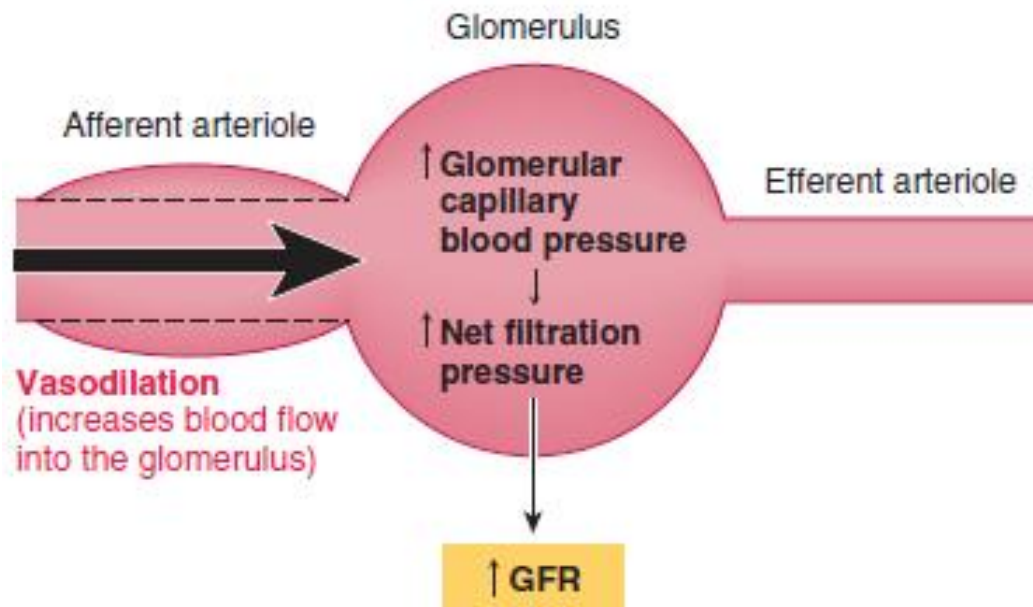 Glomerulus
Afferent arteriole
↑ Glomerular
capillary
blood pressure
↓
↑ Net filtration
pressure
Efferent arteriole
Vasodilation
(increases blood flow
into the glomerulus)
↑ GFR